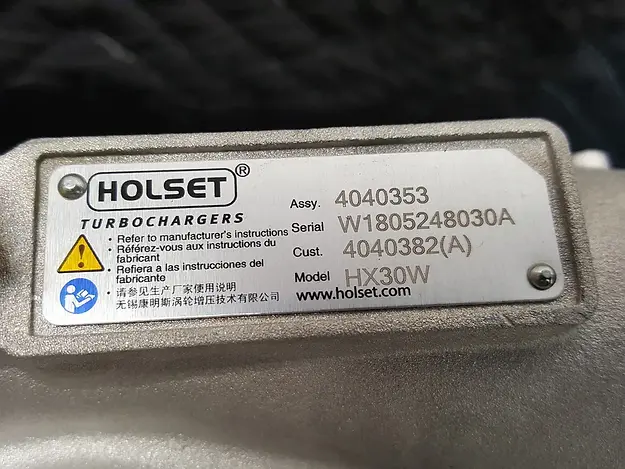 HOLSET®
TURBOCHARGERS
• Refer to manufacturer's instructions
• Référez-vous aux instructions du
fabricant
• Refiera a las instrucciones del
fabricante
• 请参见生产厂家使用说明
无锡康明斯涡轮增压技术有限公司
Assy. 4040353
Serial W1805248030A
Cust. 4040382(A)
Model HX30W
www.holset.com